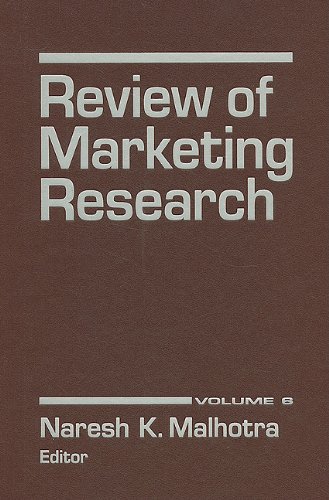 Review of
Marketing
Research
VOLUME 6
Naresh K. Malhotra
Editor